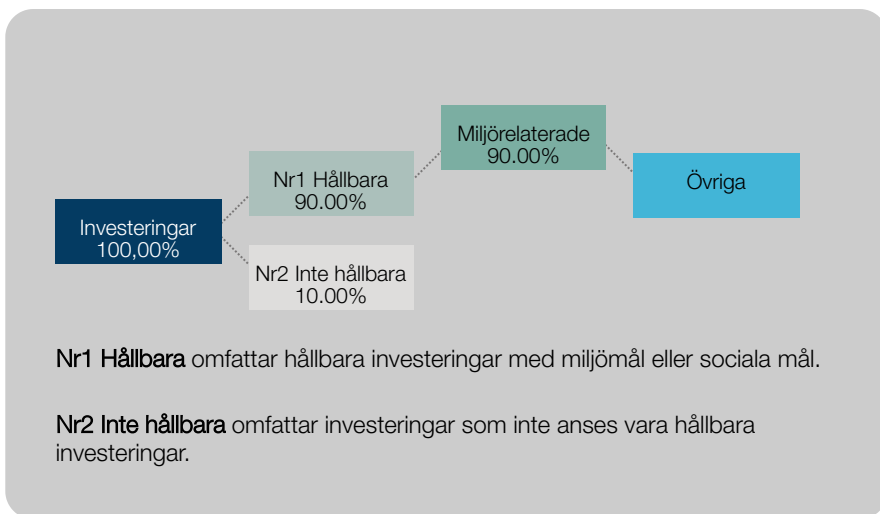 Miljörelaterade
90.00%
Övriga
Nr1 Hållbara
90.00%
Investeringar
100,00%
Nr2 Inte hållbara
10.00%
Nr1 Hållbara omfattar hållbara investeringar med miljömål eller sociala mål.
Nr2 Inte hållbara omfattar investeringar som inte anses vara hållbara
investeringar.